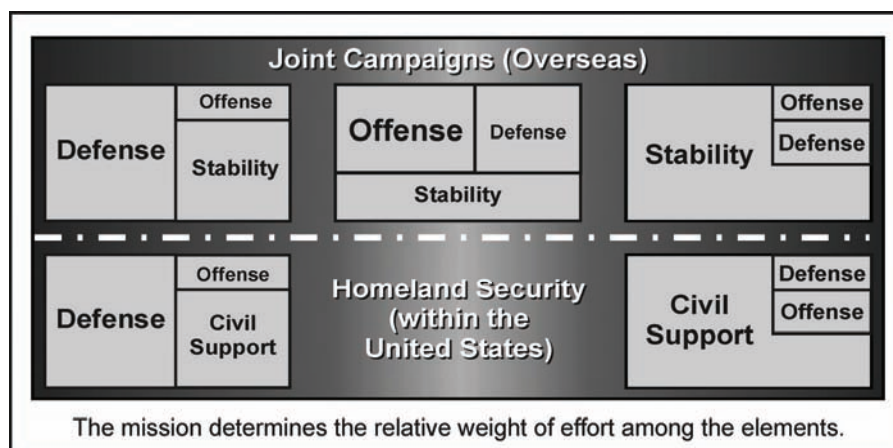 Joint Campaigns (Overseas)
Defense
Offense
Stability
Offense
Defense
Stability
Stability
Offense
Defense
Defense
Offense
Civil
Support
Homeland Security
(within the
United States)
Civil
Support
Defense
Offense
The mission determines the relative weight of effort among the elements.